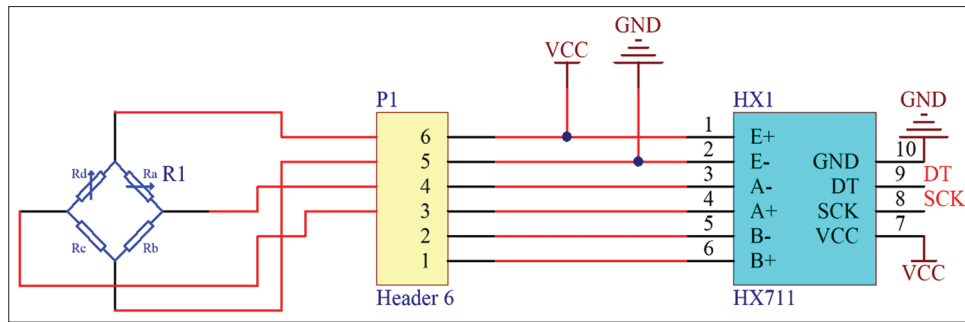 GND
VCC
P1
HX1
GND
6
1
E+
5
2
E-
GND
10
Rd
Ra
R1
4
3
A-
DT
9
DT
3
4
A+
SCK
8
SCK
Rc
Rb
2
5
B-
VCC
7
1
6
B+
VCC
Header 6
HX711